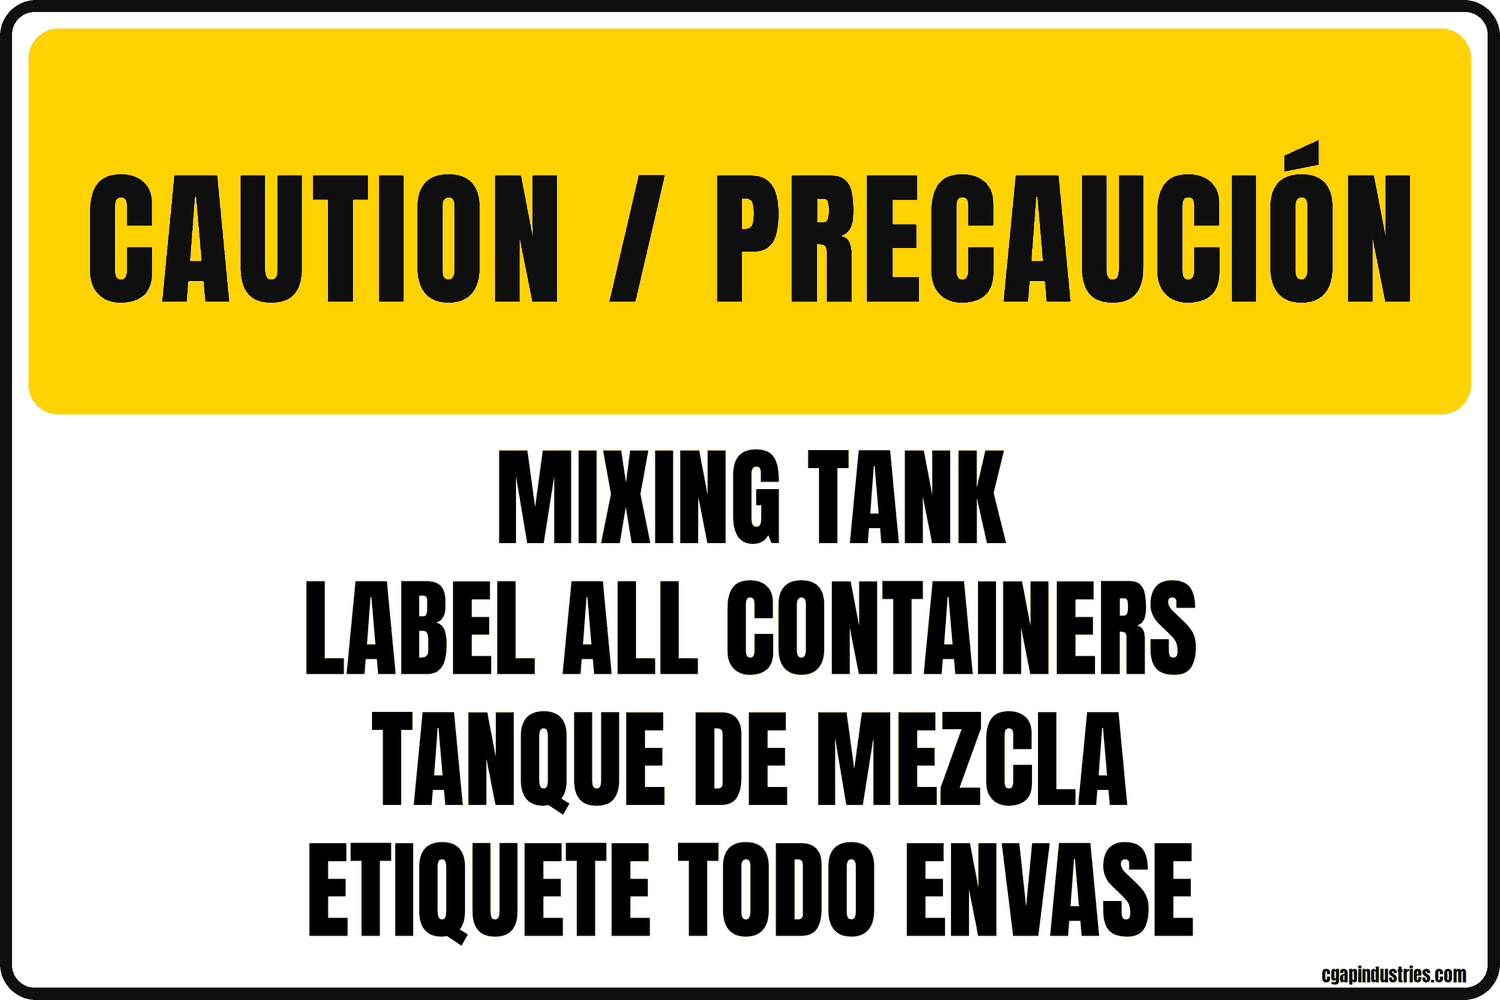 CAUTION / PRECAUCIÓN
MIXING TANK
LABEL ALL CONTAINERS
TANQUE DE MEZCLA
ETIQUETE TODO ENVASE
cgapindustries.com